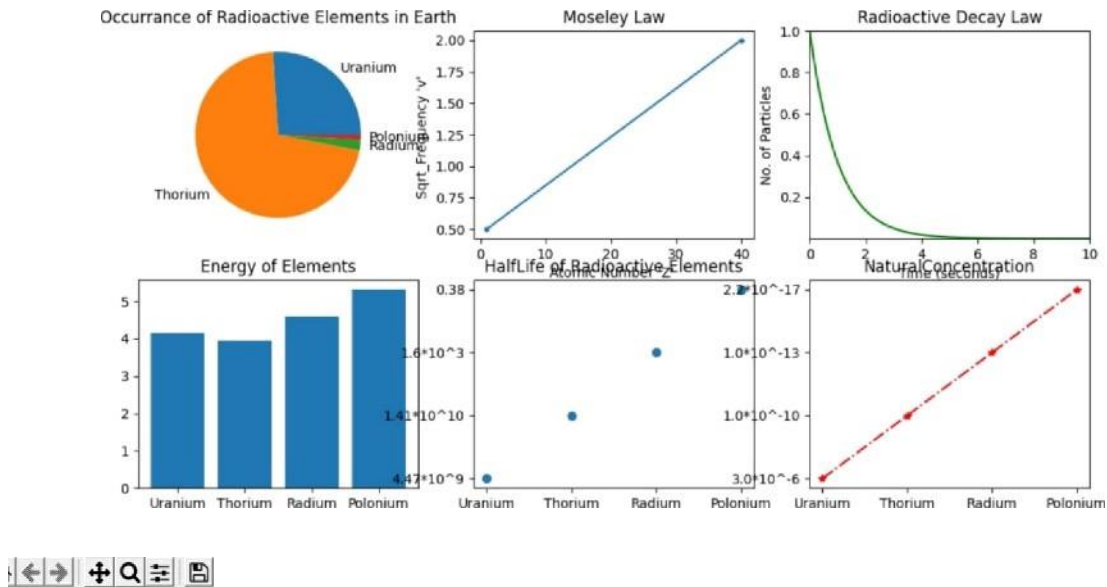 Occurrance of Radioactive Elements in Earth
Uranium
Polonium
Radium
Thorium
Moseley Law
Sqrt_Frequency 'v'
2.00
1.75
1.50
1.25
1.00
0.75
0.50
0 10 20 30 40
Atomic Number 'Z'
Radioactive Decay Law
No. of Particles
1.0
0.8
0.6
0.4
0.2
0 2 4 6 8 10
Time (seconds)
Energy of Elements
5
4
3
2
1
0
Uranium Thorium Radium Polonium
HalfLife of Radioactive Elements
0.38
1.6*10^3
1.41*10^10
4.47*10^9
Uranium Thorium Radium Polonium
NaturalConcentration
2.2*10^-17
1.0*10^-13
1.0*10^-10
3.0*10^-6
Uranium Thorium Radium Polonium